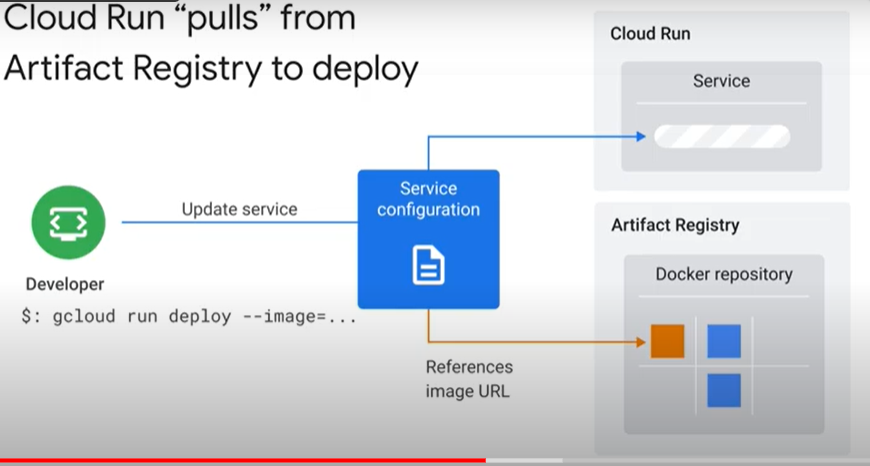 Cloud Run “pulls” from
Artifact Registry to deploy
Cloud Run
Service
Service
configuration
Update service
Developer
$: gcloud run deploy --image=...
References
image URL
Artifact Registry
Docker repository